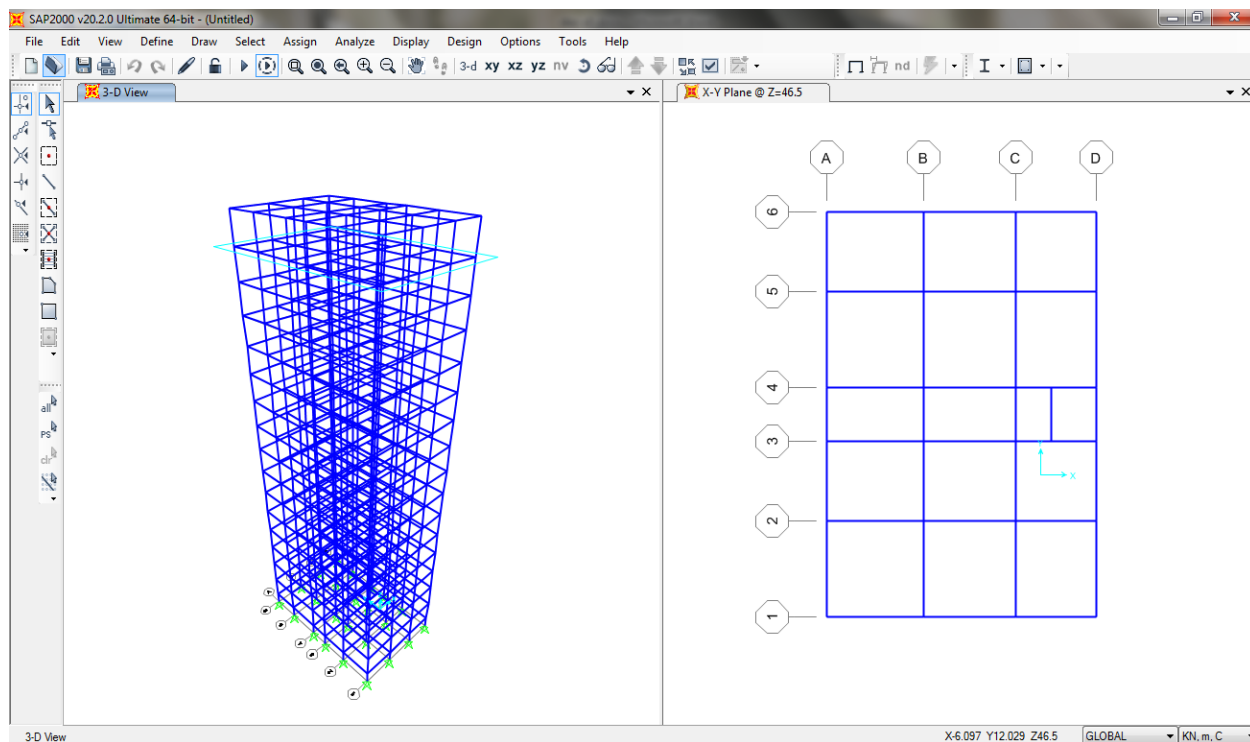 SAP2000 v20.2.0 Ultimate 64-bit - (Untitled)
File Edit View Define Draw Select Assign Analyze Display Design Options Tools Help
3-d xy xz yz nv
nd
3-D View
X-Y Plane @ Z=46.5
A B C D
6
5
4
3
2
1
X
all
PS
clr
3-D View
X-6.097 Y12.029 Z46.5
GLOBAL
KN, m, C